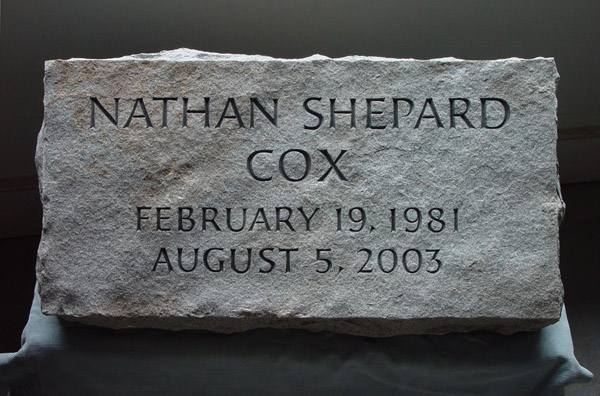 NATHAN SHEPARD
COX
FEBRUARY 19, 1981
AUGUST 5, 2003